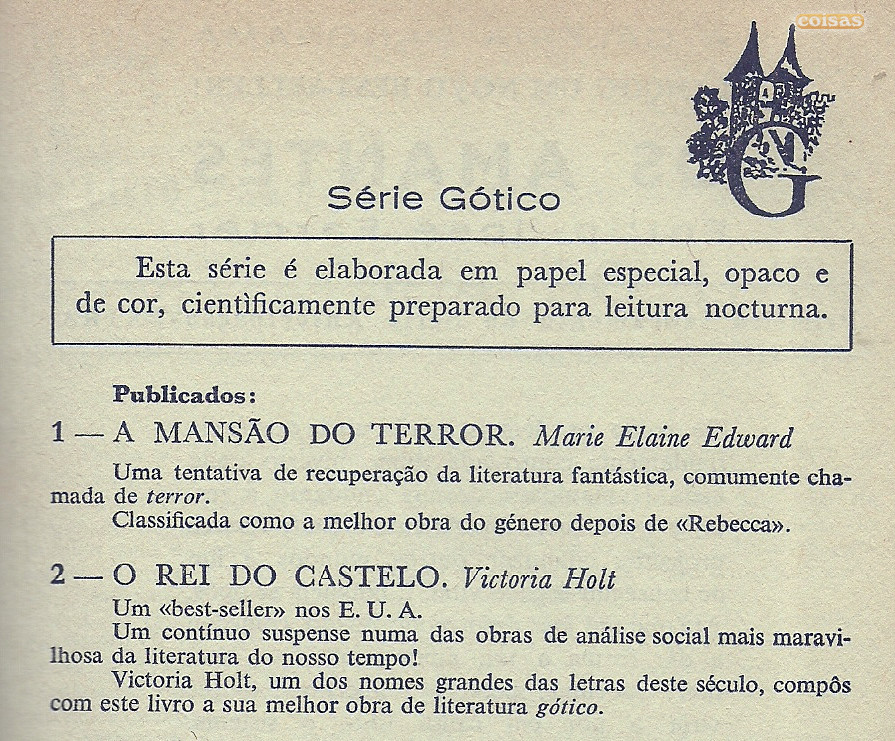 coisas
G
Série Gótico
Esta série é elaborada em papel especial, opaco e
de cor, cientìficamente preparado para leitura nocturna.
Publicados:
1 — A MANSÃO DO TERROR. Marie Elaine Edward
Uma tentativa de recuperação da literatura fantástica, comumente cha-
mada de terror.
Classificada como a melhor obra do género depois de «Rebecca».
2 — O REI DO CASTELO. Victoria Holt
Um «best-seller» nos E. U. A.
Um contínuo suspense numa das obras de análise social mais maravi-
lhosa da literatura do nosso tempo!
Victoria Holt, um dos nomes grandes das letras deste século, compôs
com este livro a sua melhor obra de literatura gótico.